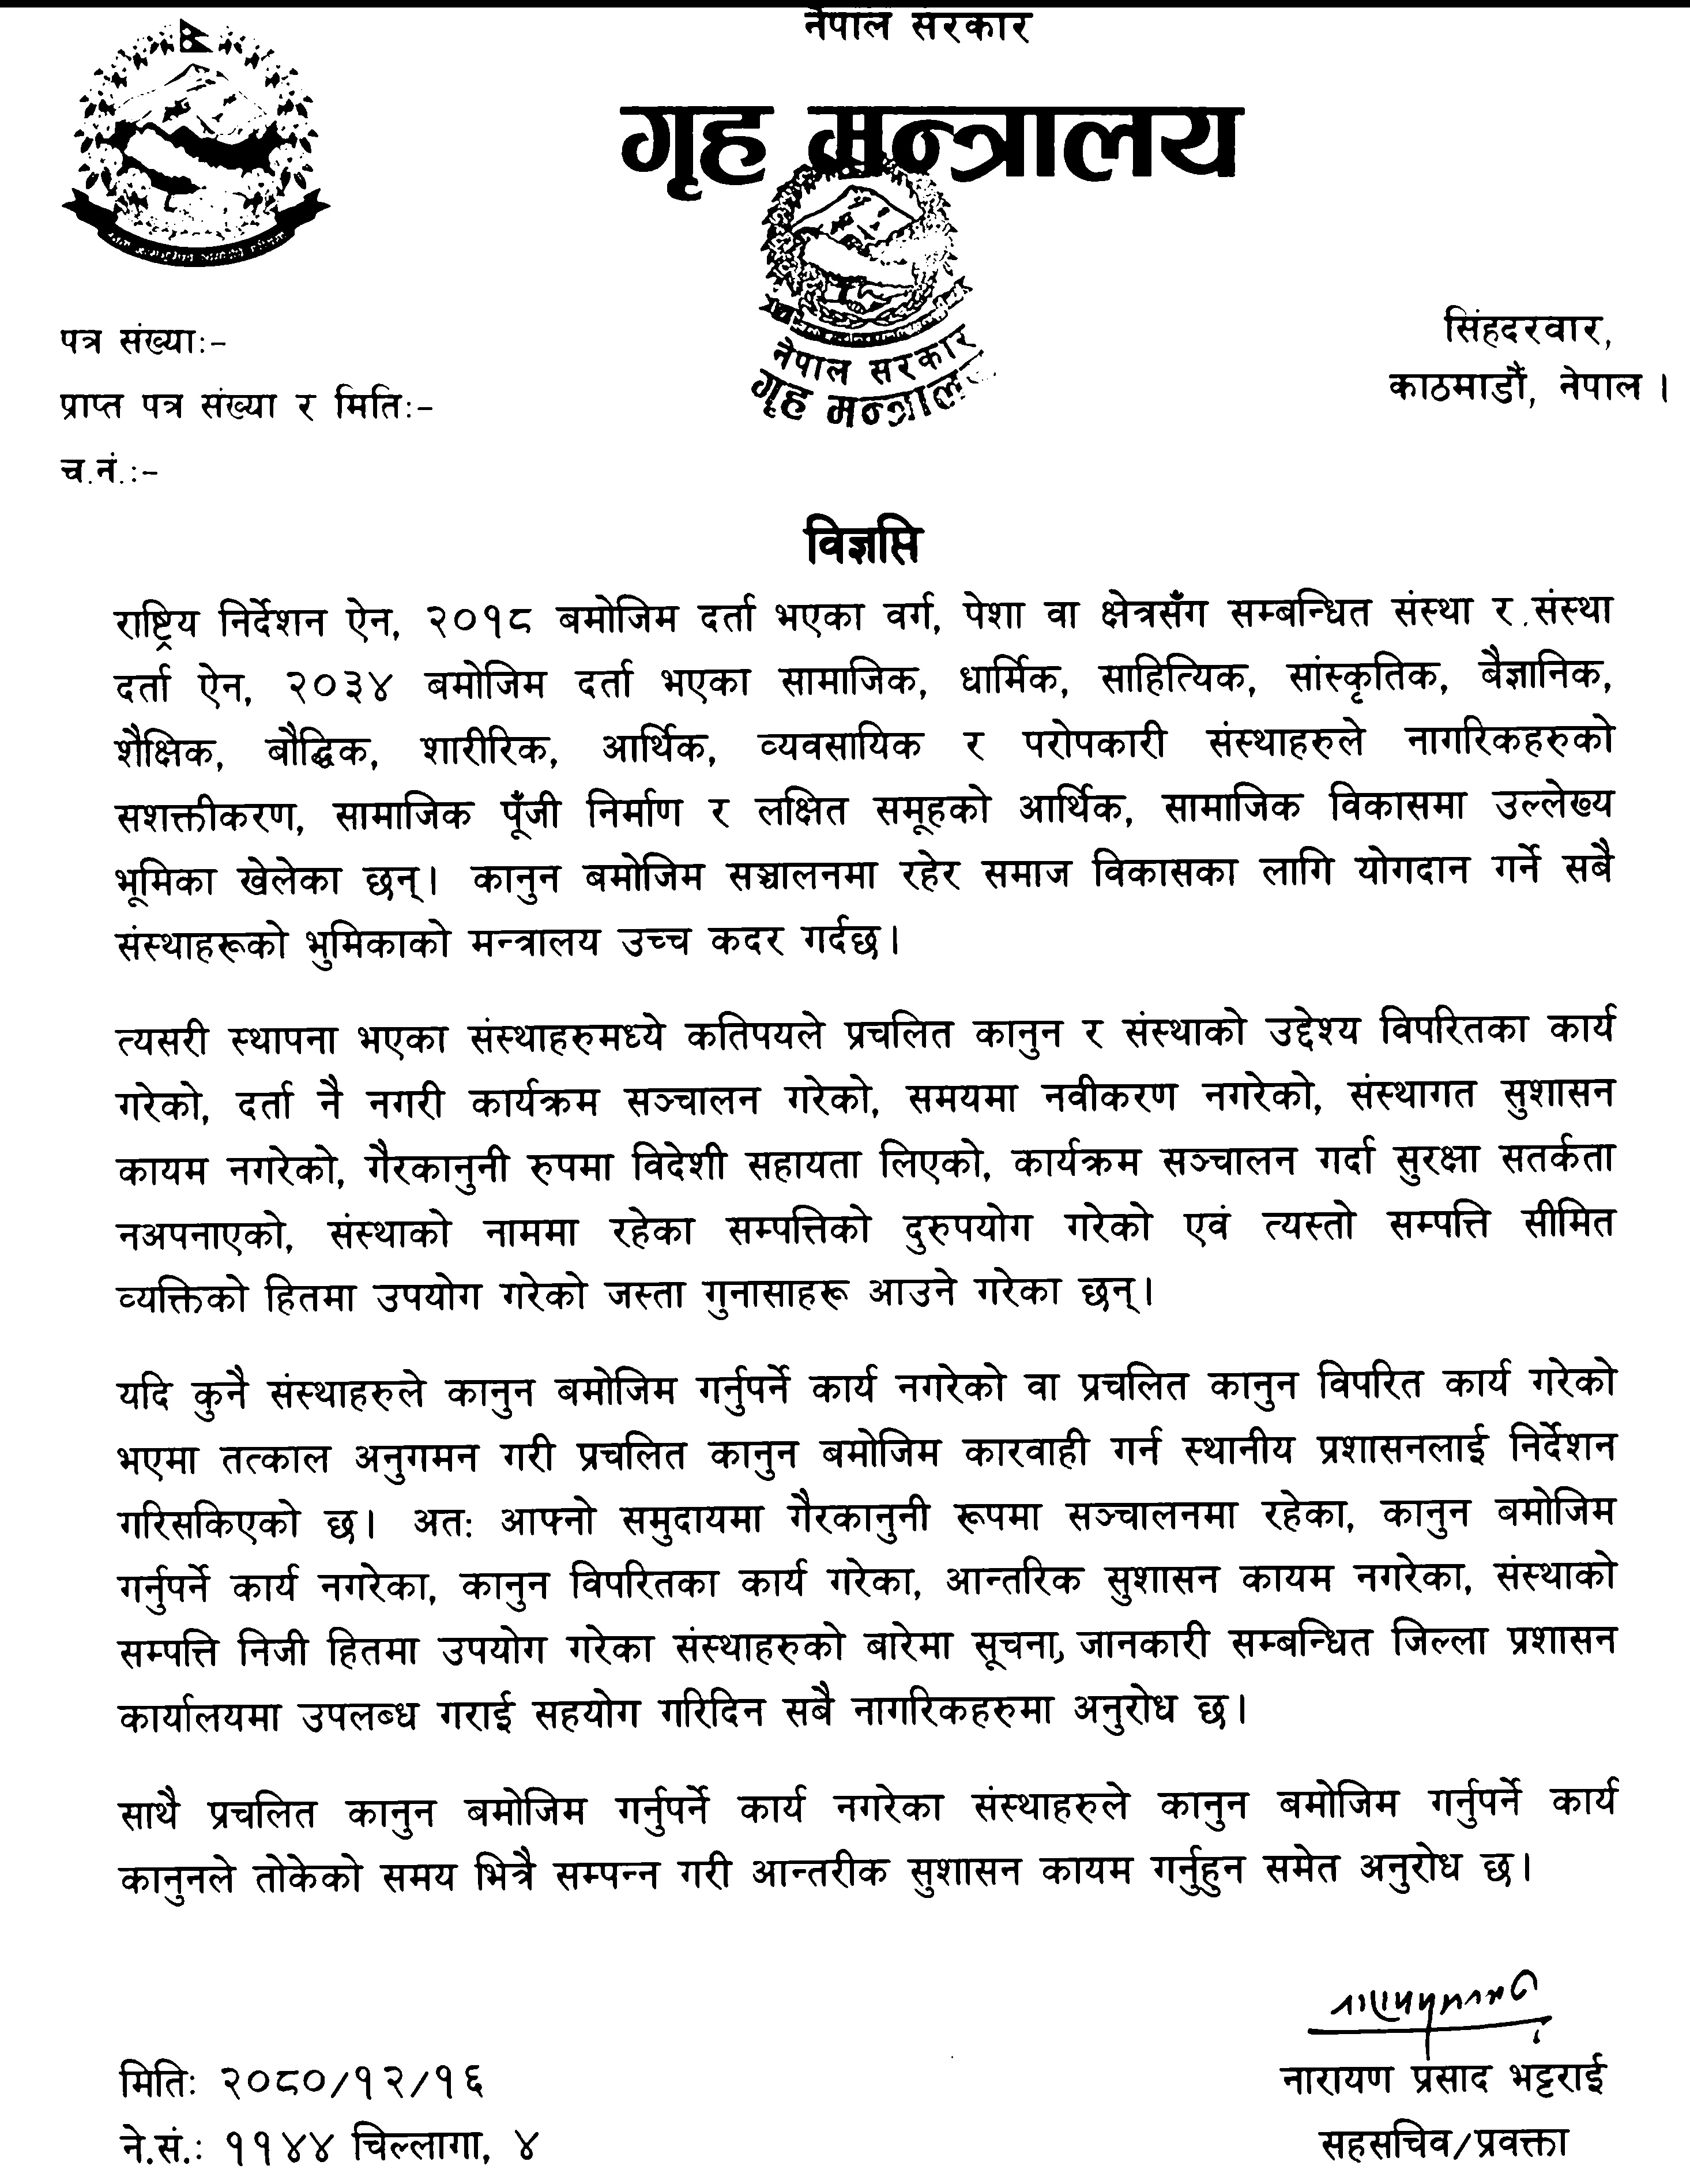 नेपाल सरकार
गृह मन्त्रालय
नेपाल सरकार
गृह मन्त्रालय
सिंहदरवार,
काठमाडौं, नेपाल ।
पत्र संख्याः-
प्राप्त पत्र संख्या र मितिः-
च.नं.:-
विज्ञप्ति
राष्ट्रिय निर्देशन ऐन, २०१८ बमोजिम दर्ता भएका वर्ग, पेशा वा क्षेत्रसँग सम्बन्धित संस्था र संस्था
दर्ता ऐन, २०३४ बमोजिम दर्ता भएका सामाजिक, धार्मिक, साहित्यिक, सांस्कृतिक, बैज्ञानिक,
शैक्षिक, बौद्धिक, शारीरिक, आर्थिक, व्यवसायिक र परोपकारी संस्थाहरुले नागरिकहरुको
सशक्तीकरण, सामाजिक पूँजी निर्माण र लक्षित समूहको आर्थिक, सामाजिक विकासमा उल्लेख्य
भूमिका खेलेका छन्। कानुन बमोजिम सञ्चालनमा रहेर समाज विकासका लागि योगदान गर्ने सबै
संस्थाहरूको भुमिकाको मन्त्रालय उच्च कदर गर्दछ।
त्यसरी स्थापना भएका संस्थाहरुमध्ये कतिपयले प्रचलित कानुन र संस्थाको उद्देश्य विपरितका कार्य
गरेको, दर्ता नै नगरी कार्यक्रम सञ्चालन गरेको, समयमा नवीकरण नगरेको, संस्थागत सुशासन
कायम नगरेको, गैरकानुनी रुपमा विदेशी सहायता लिएको, कार्यक्रम सञ्चालन गर्दा सुरक्षा सतर्कता
नअपनाएको, संस्थाको नाममा रहेका सम्पत्तिको दुरुपयोग गरेको एवं त्यस्तो सम्पत्ति सीमित
व्यक्तिको हितमा उपयोग गरेको जस्ता गुनासाहरू आउने गरेका छन्।
यदि कुनै संस्थाहरुले कानुन बमोजिम गर्नुपर्ने कार्य नगरेको वा प्रचलित कानुन विपरित कार्य गरेको
भएमा तत्काल अनुगमन गरी प्रचलित कानुन बमोजिम कारवाही गर्न स्थानीय प्रशासनलाई निर्देशन
गरिसकिएको छ। अतः आफ्नो समुदायमा गैरकानुनी रूपमा सञ्चालनमा रहेका, कानुन बमोजिम
गर्नुपर्ने कार्य नगरेका, कानुन विपरितका कार्य गरेका, आन्तरिक सुशासन कायम नगरेका, संस्थाको
सम्पत्ति निजी हितमा उपयोग गरेका संस्थाहरुको बारेमा सूचना, जानकारी सम्बन्धित जिल्ला प्रशासन
कार्यालयमा उपलब्ध गराई सहयोग गरिदिन सबै नागरिकहरुमा अनुरोध छ।
साथै प्रचलित कानुन बमोजिम गर्नुपर्ने कार्य नगरेका संस्थाहरुले कानुन बमोजिम गर्नुपर्ने कार्य
कानुनले तोकेको समय भित्रै सम्पन्न गरी आन्तरीक सुशासन कायम गर्नुहुन समेत अनुरोध छ।
मितिः २०८०/१२/१६
ने.सं.: ११४४ चिल्लागा, ४
नारायण प्रसाद भट्टराई
सहसचिव/प्रवक्ता